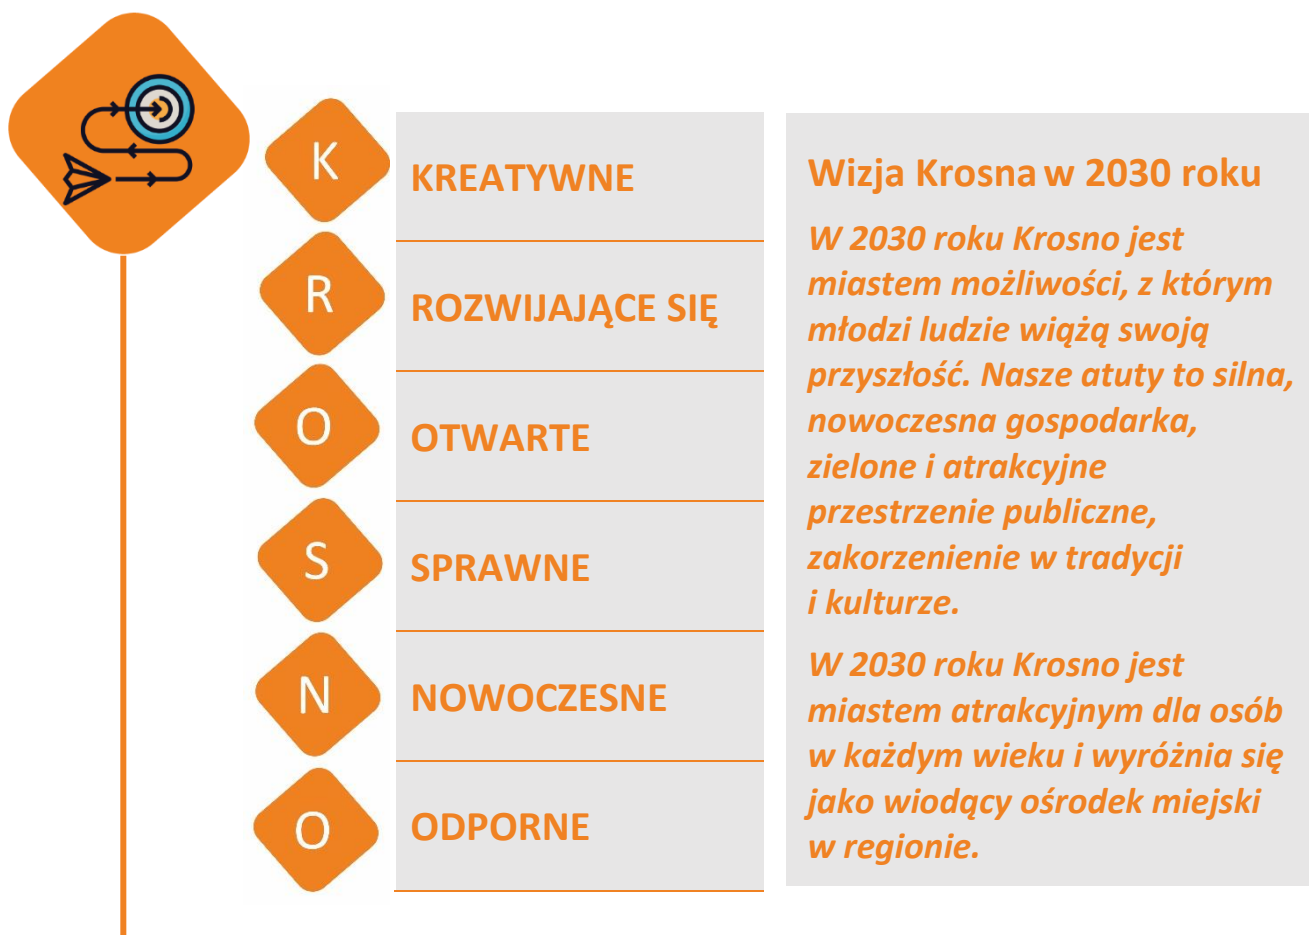 K
KREATYWNE
R
ROZWIJAJĄCE SIĘ
O
OTWARTE
S
SPRAWNE
N
NOWOCZESNE
O
ODPORNE
Wizja Krosna w 2030 roku
W 2030 roku Krosno jest
miastem możliwości, z którym
młodzi ludzie wiążą swoją
przyszłość. Nasze atuty to silna,
nowoczesna gospodarka,
zielone i atrakcyjne
przestrzenie publiczne,
zakorzenienie w tradycji
i kulturze.
W 2030 roku Krosno jest
miastem atrakcyjnym dla osób
w każdym wieku i wyróżnia się
jako wiodący ośrodek miejski
w regionie.